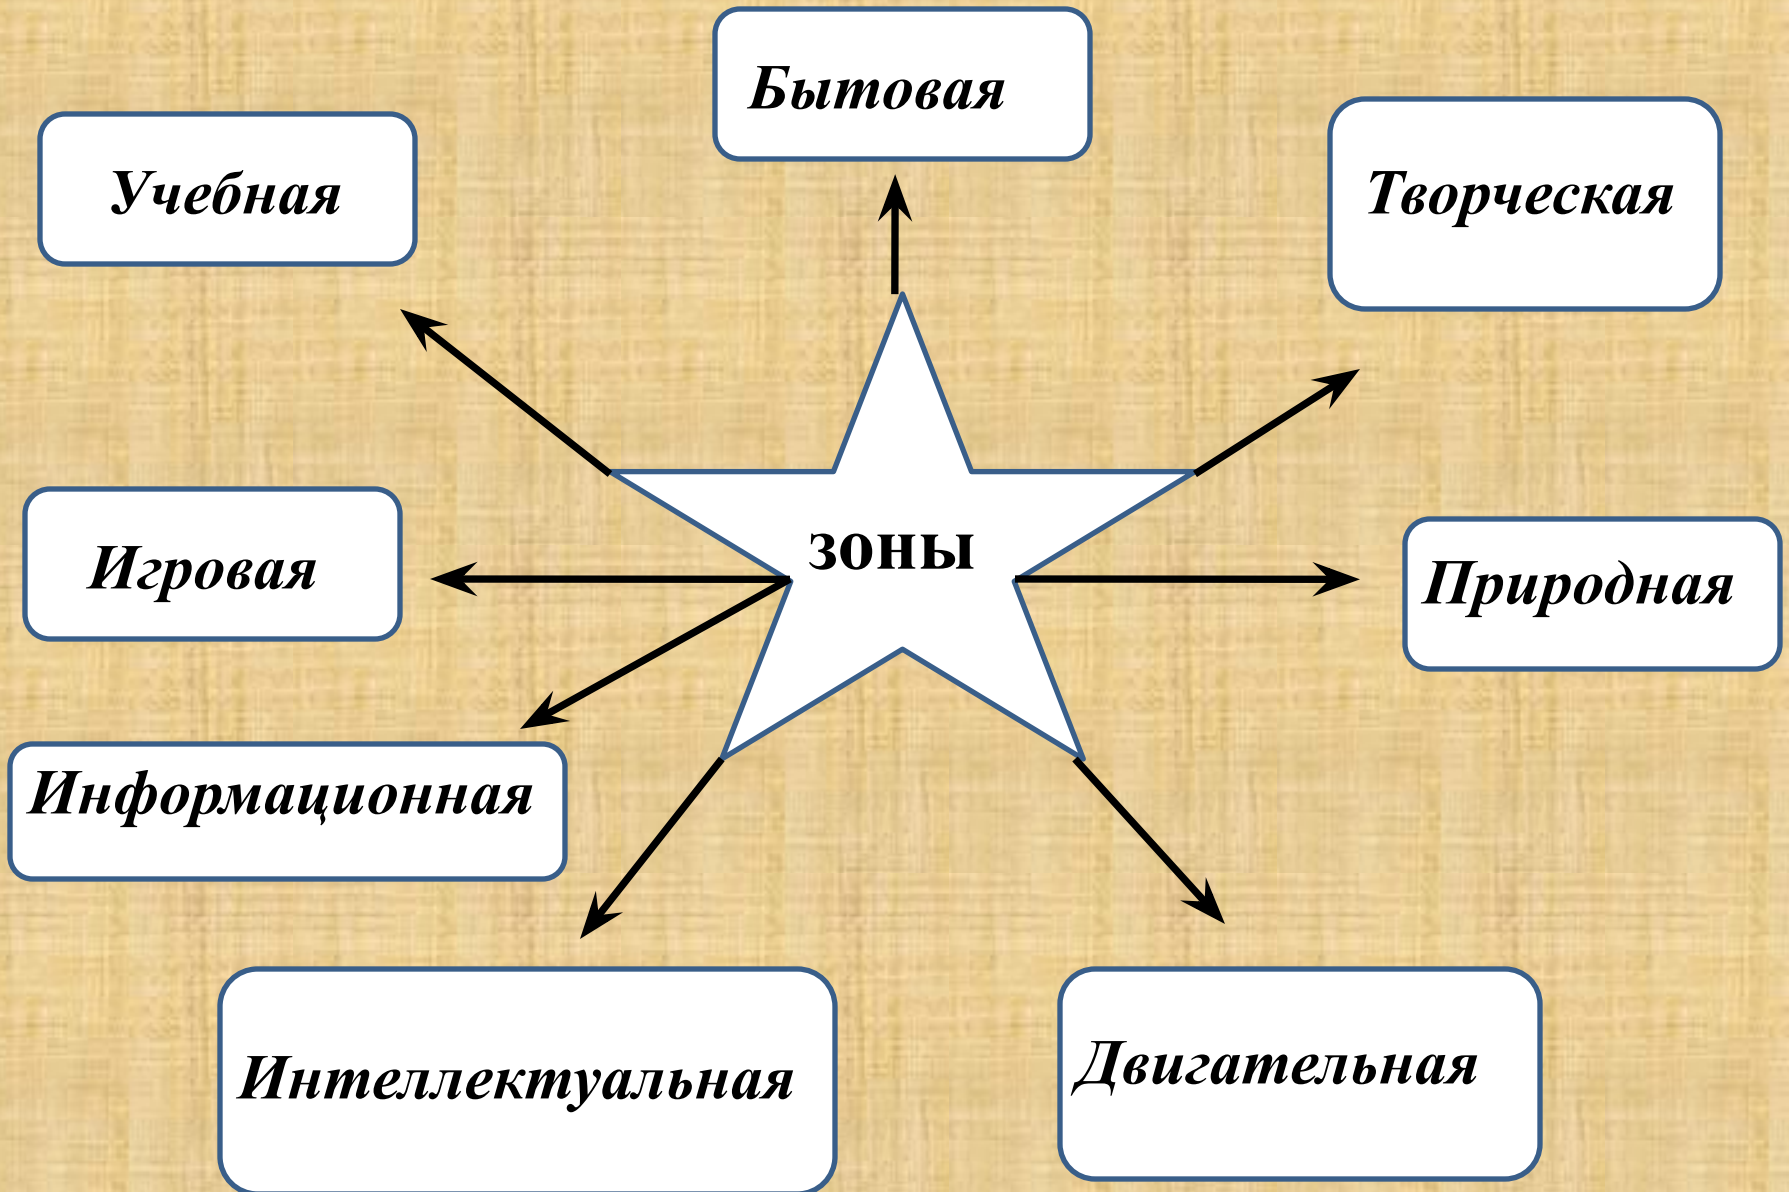 Бытовая
Учебная
Творческая
зоны
Игровая
Природная
Информационная
Интеллектуальная
Двигательная